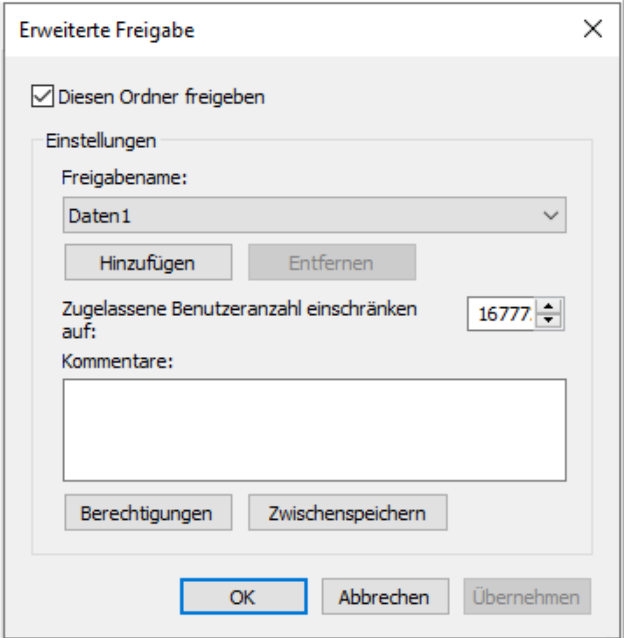 Erweiterte Freigabe
Diesen Ordner freigeben
Einstellungen
Freigabename:
Daten1
Hinzufügen Entfernen
Zugelassene Benutzeranzahl einschränken 16777
auf:
Kommentare:
Berechtigungen Zwischenspeichern
OK Abbrechen Übernehmen